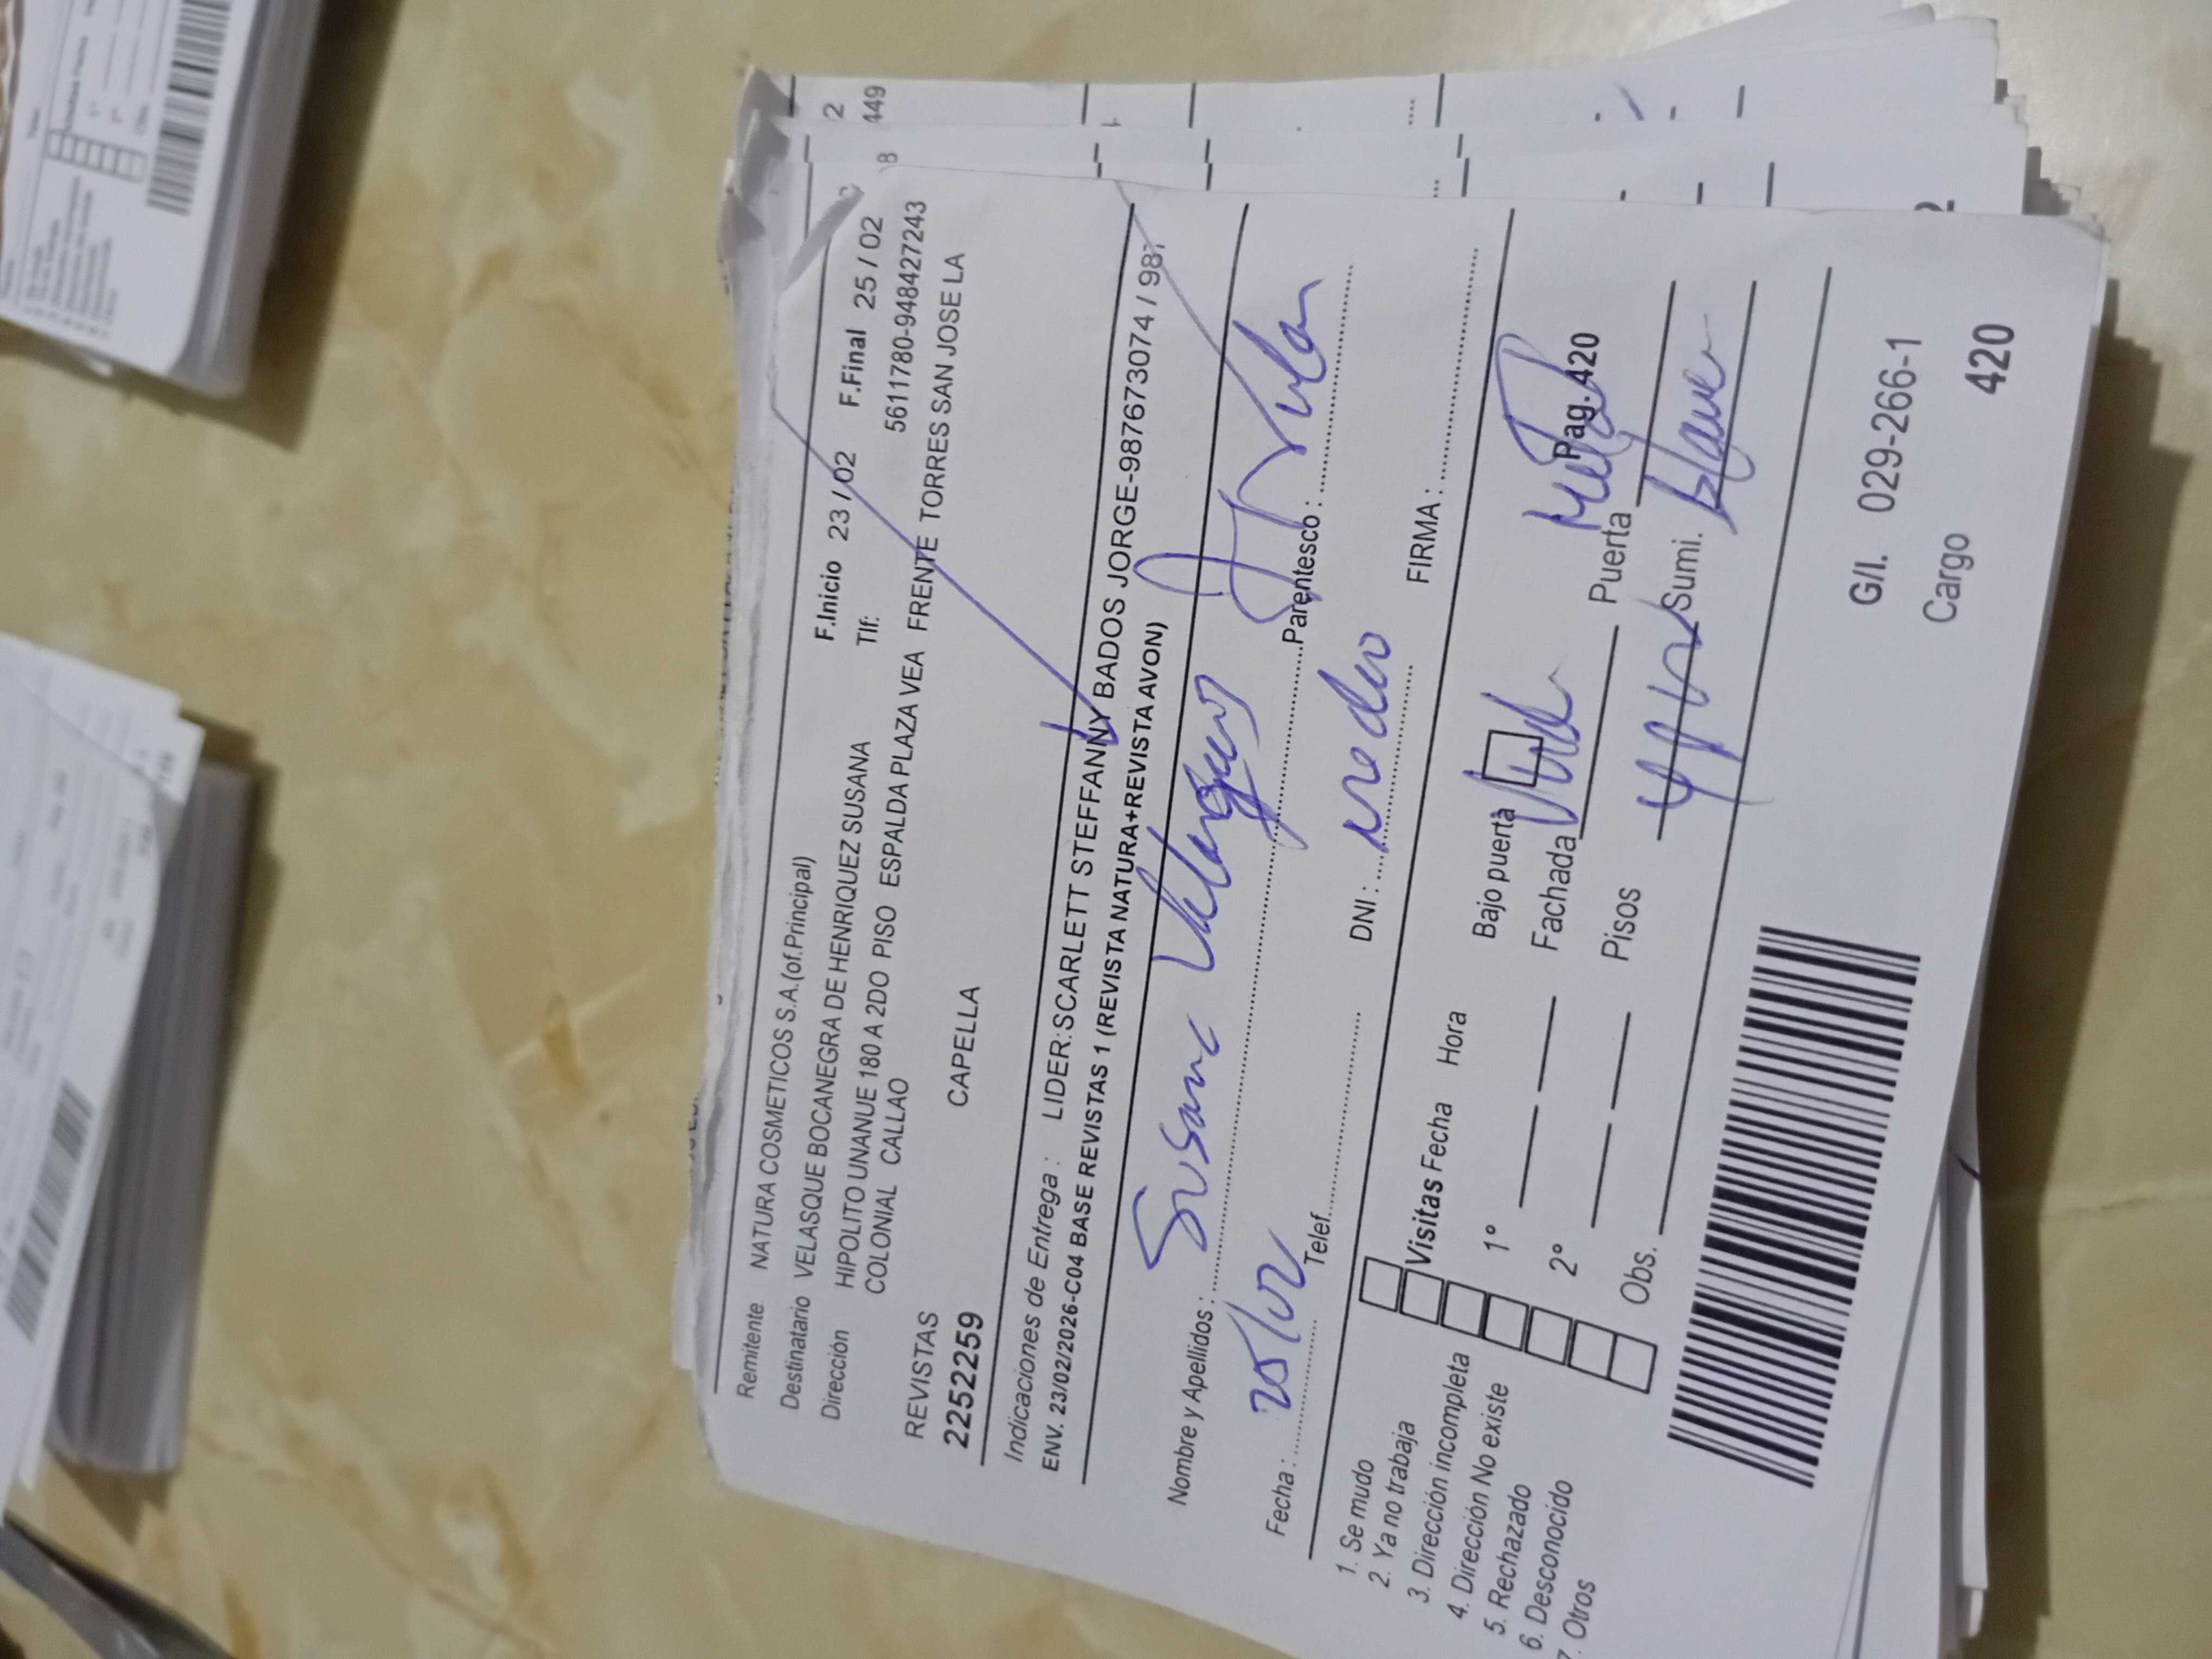 Remitente NATURA COSMETICOS S.A.(of.Principal)
Destinatario VELASQUE BOCANEGRA DE HENRIQUEZ SUSANA F.Inicio 23 / 02 F.Final 25 / 02
Dirección HIPOLITO UNANUE 180 A 2DO PISO ESPALDA PLAZA VEA FRENTE TORRES SAN JOSE LA
Tlf: 5611780-948427243
COLONIAL CALLAO
REVISTAS CAPELLA
2252259
Indicaciones de Entrega : LIDER:SCARLETT STEFFANNY BADOS JORGE-987673074 / 987
ENV. 23/02/2026-C04 BASE REVISTAS 1 (REVISTA NATURA+REVISTA AVON)
Nombre y Apellidos : Susana Velasquez
Parentesco :
Fecha : 25/02 Telef. DNI : FIRMA :
1. Se mudo
2. Ya no trabaja
3. Dirección incompleta
4. Dirección No existe
5. Rechazado
6. Desconocido
7. Otros
Visitas Fecha Hora
1°
2°
Obs.
Bajo puerta
Pag. 420
Fachada Puerta
Pisos Sumi.
G/I. 029-266-1
Cargo 420
2
449
8